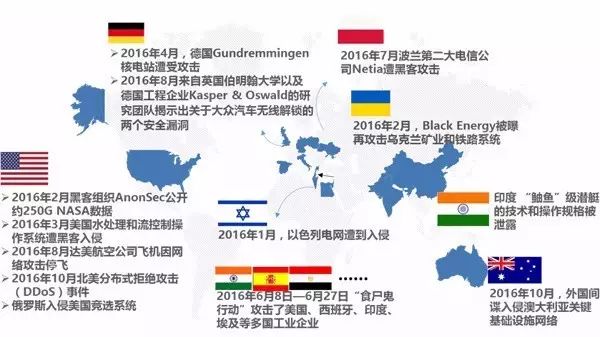 ➢ 2016年4月，德国Gundremmingen
核电站遭受攻击
➢ 2016年8月来自英国伯明翰大学以及
德国工程企业Kasper & Oswald的研
究团队揭示出关于大众汽车无线解锁的
两个安全漏洞
2016年7月波兰第二大电信公
司Netia遭黑客攻击
2016年2月，Black Energy被曝
再攻击乌克兰矿业和铁路系统
➢ 2016年2月黑客组织AnonSec公开
约250G NASA数据
➢ 2016年3月美国水处理和流控制操
作系统遭黑客入侵
➢ 2016年8月达美航空公司飞机因网
络攻击停飞
➢ 2016年10月北美分布式拒绝攻击
（DDoS）事件
➢ 俄罗斯入侵美国竞选系统
2016年1月，以色列电网遭到入侵
印度“鲉鱼”级潜艇
的技术和操作规格被
泄露
······
2016年6月8日—6月27日“食尸鬼
行动”攻击了美国、西班牙、印度、
埃及等多国工业企业
2016年10月，外国间
谍入侵澳大利亚关键
基础设施网络